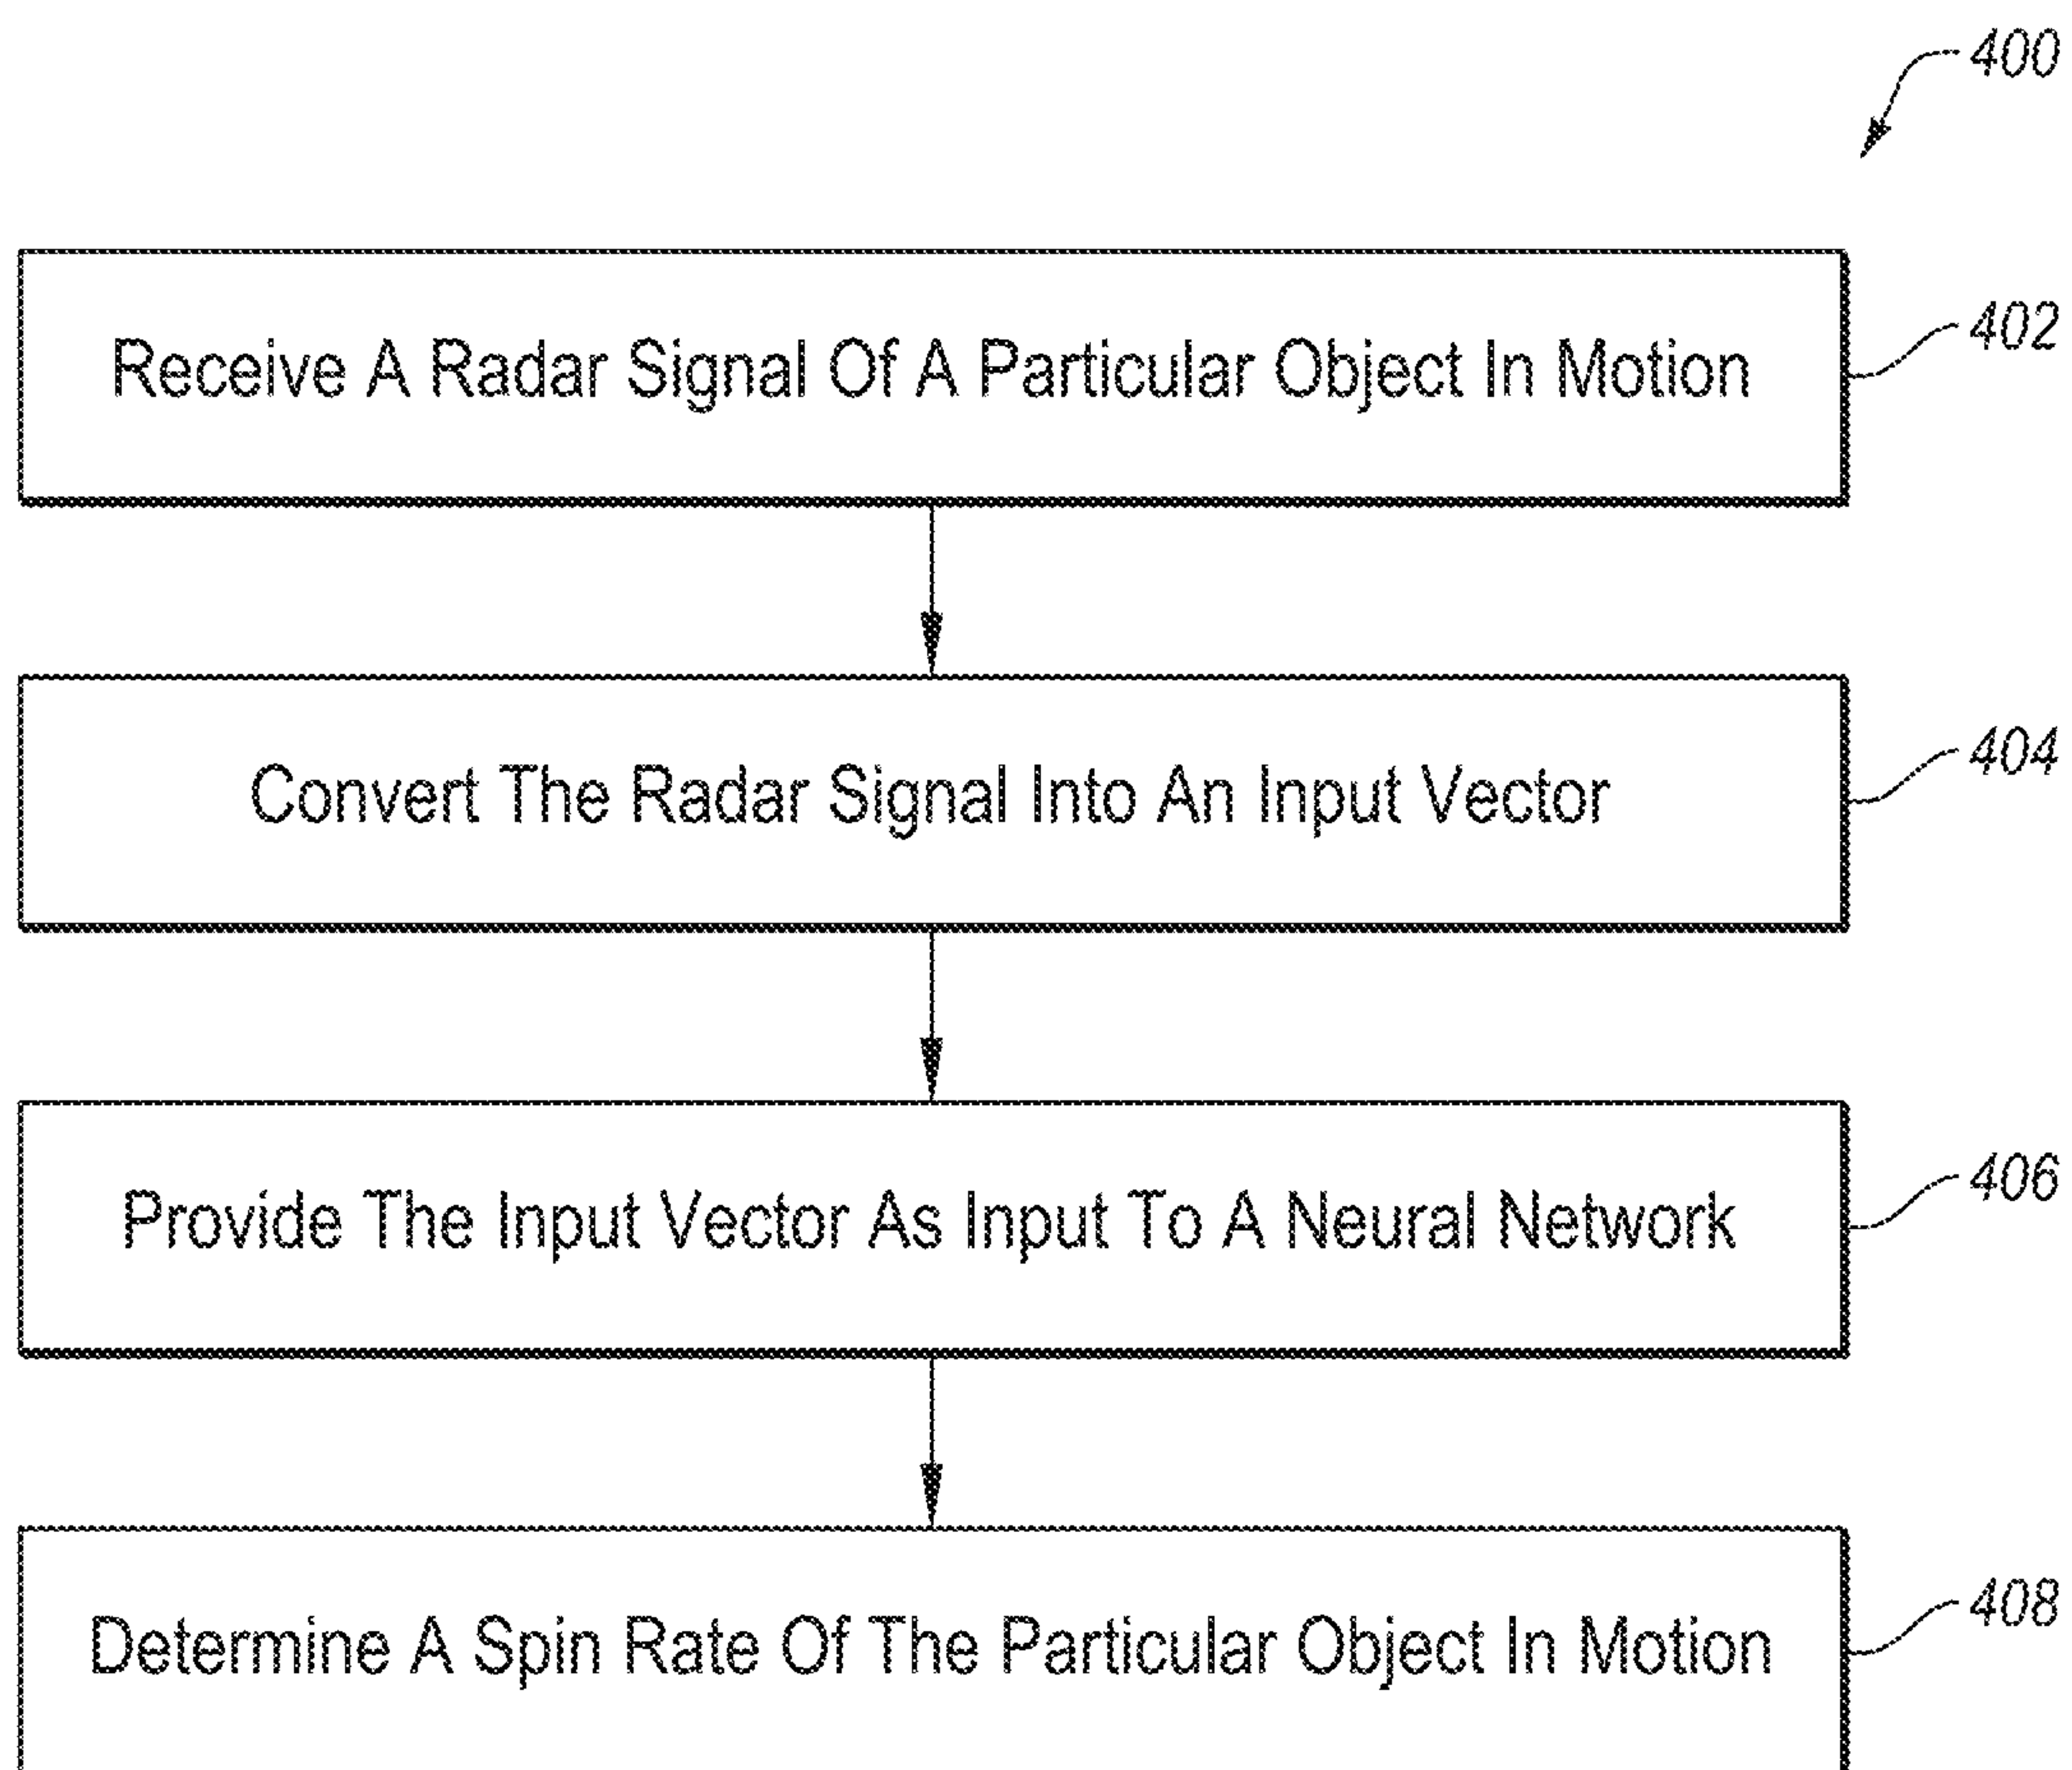 400
Receive A Radar Signal Of A Particular Object In Motion
402
Convert The Radar Signal Into An Input Vector
404
Provide The Input Vector As Input To A Neural Network
406
Determine A Spin Rate Of The Particular Object In Motion
408